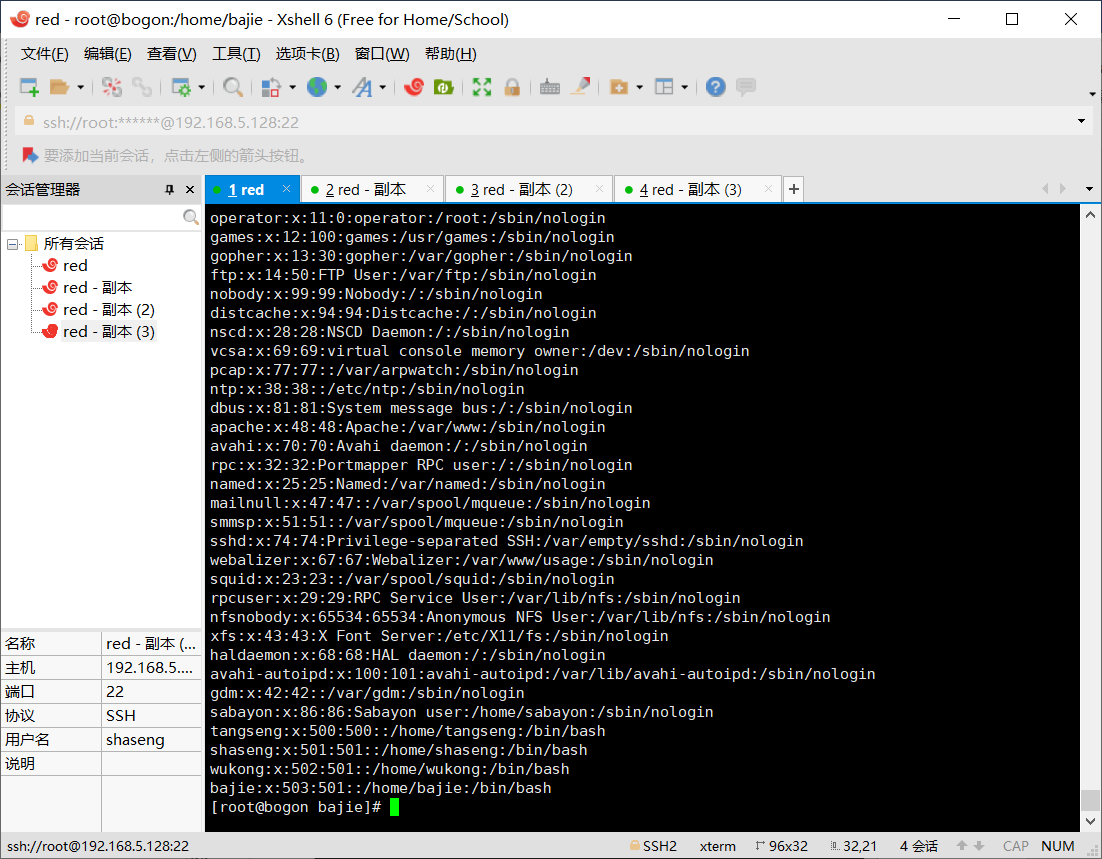 red - root@bogon:/home/bajie - Xshell 6 (Free for Home/School)
文件(F) 编辑(E) 查看(V) 工具(T) 选项卡(B) 窗口(W) 帮助(H)
ssh://root:******@192.168.5.128:22
要添加当前会话，点击左侧的箭头按钮。
会话管理器
1 red 2 red - 副本 3 red - 副本 (2) 4 red - 副本 (3)
所有会话
red
red - 副本
red - 副本 (2)
red - 副本 (3)
名称 red - 副本 (...
主机 192.168.5....
端口 22
协议 SSH
用户名 shaseng
说明
operator:x:11:0:operator:/root:/sbin/nologin
games:x:12:100:games:/usr/games:/sbin/nologin
gopher:x:13:30:gopher:/var/gopher:/sbin/nologin
ftp:x:14:50:FTP User:/var/ftp:/sbin/nologin
nobody:x:99:99:Nobody:/:/sbin/nologin
distcache:x:94:94:Distcache:/:/sbin/nologin
nscd:x:28:28:NSCD Daemon:/:/sbin/nologin
vcsa:x:69:69:virtual console memory owner:/dev:/sbin/nologin
pcap:x:77:77::/var/arpwatch:/sbin/nologin
ntp:x:38:38::/etc/ntp:/sbin/nologin
dbus:x:81:81:System message bus:/:/sbin/nologin
apache:x:48:48:Apache:/var/www:/sbin/nologin
avahi:x:70:70:Avahi daemon:/:/sbin/nologin
rpc:x:32:32:Portmapper RPC user:/:/sbin/nologin
named:x:25:25:Named:/var/named:/sbin/nologin
mailnull:x:47:47::/var/spool/mqueue:/sbin/nologin
smmsp:x:51:51::/var/spool/mqueue:/sbin/nologin
sshd:x:74:74:Privilege-separated SSH:/var/empty/sshd:/sbin/nologin
webalizer:x:67:67:Webalizer:/var/www/usage:/sbin/nologin
squid:x:23:23::/var/spool/squid:/sbin/nologin
rpcuser:x:29:29:RPC Service User:/var/lib/nfs:/sbin/nologin
nfsnobody:x:65534:65534:Anonymous NFS User:/var/lib/nfs:/sbin/nologin
xfs:x:43:43:X Font Server:/etc/X11/fs:/sbin/nologin
haldaemon:x:68:68:HAL daemon:/:/sbin/nologin
avahi-autoipd:x:100:101:avahi-autoipd:/var/lib/avahi-autoipd:/sbin/nologin
gdm:x:42:42::/var/gdm:/sbin/nologin
sabayon:x:86:86:Sabayon user:/home/sabayon:/sbin/nologin
tangseng:x:500:500::/home/tangseng:/bin/bash
shaseng:x:501:501::/home/shaseng:/bin/bash
wukong:x:502:501::/home/wukong:/bin/bash
bajie:x:503:501::/home/bajie:/bin/bash
[root@bogon bajie]#
ssh://root@192.168.5.128:22 SSH2 xterm 96x32 32,21 4 会话 CAP NUM